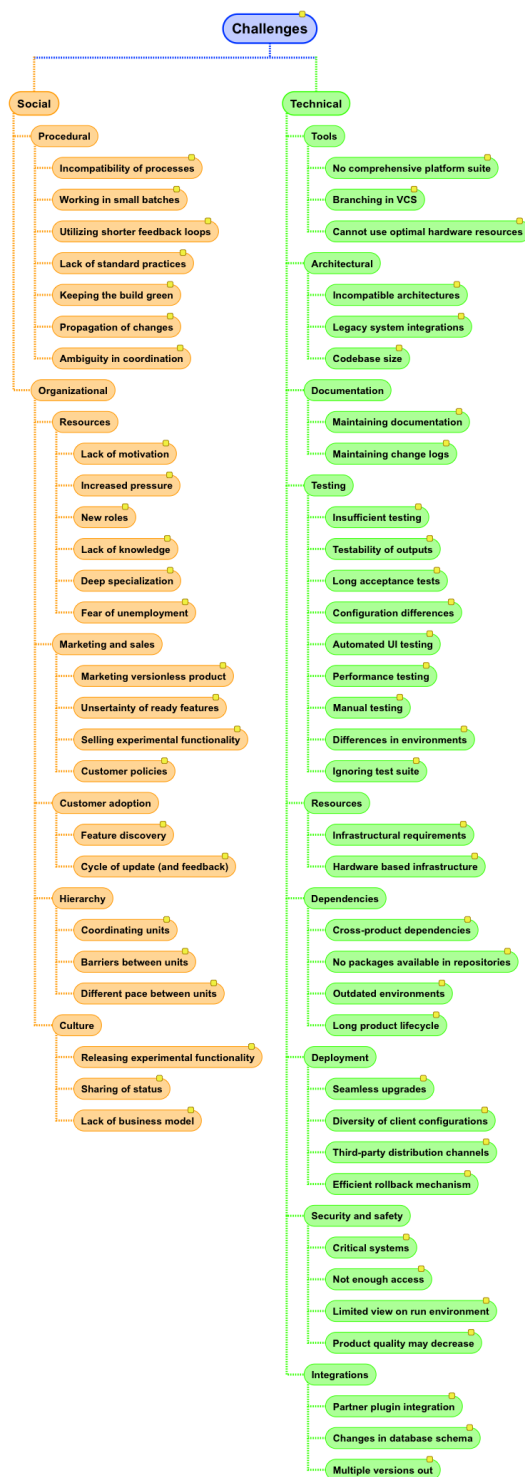 Challenges
Social
Procedural
Incompatibility of processes
Working in small batches
Utilizing shorter feedback loops
Lack of standard practices
Keeping the build green
Propagation of changes
Ambiguity in coordination
Organizational
Resources
Lack of motivation
Increased pressure
New roles
Lack of knowledge
Deep specialization
Fear of unemployment
Marketing and sales
Marketing versionless product
Unsertainty of ready features
Selling experimental functionality
Customer policies
Customer adoption
Feature discovery
Cycle of update (and feedback)
Hierarchy
Coordinating units
Barriers between units
Different pace between units
Culture
Releasing experimental functionality
Sharing of status
Lack of business model
Technical
Tools
No comprehensive platform suite
Branching in VCS
Cannot use optimal hardware resources
Architectural
Incompatible architectures
Legacy system integrations
Codebase size
Documentation
Maintaining documentation
Maintaining change logs
Testing
Insufficient testing
Testability of outputs
Long acceptance tests
Configuration differences
Automated UI testing
Performance testing
Manual testing
Differences in environments
Ignoring test suite
Resources
Infrastructural requirements
Hardware based infrastructure
Dependencies
Cross-product dependencies
No packages available in repositories
Outdated environments
Long product lifecycle
Deployment
Seamless upgrades
Diversity of client configurations
Third-party distribution channels
Efficient rollback mechanism
Security and safety
Critical systems
Not enough access
Limited view on run environment
Product quality may decrease
Integrations
Partner plugin integration
Changes in database schema
Multiple versions out